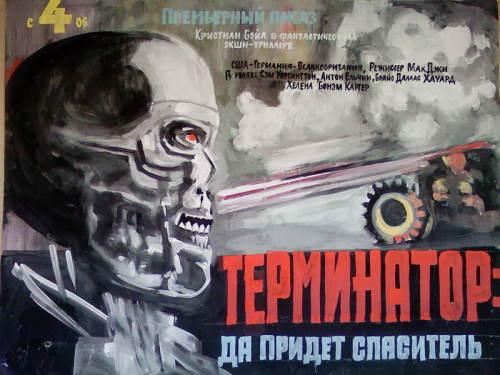 с 4 06
Премьерный показ
Кристиан Бэйл в фантастическом
экшн-триллере
США-Германия-Великобритания, Режиссер МакДжи
В ролях: Сэм Уортингтон, Антон Ельчин, Брайс Даллас Хауард
Хелена Бонэм Картер
ТЕРМИНАТОР-
ДА ПРИДЕТ СПАСИТЕЛЬ